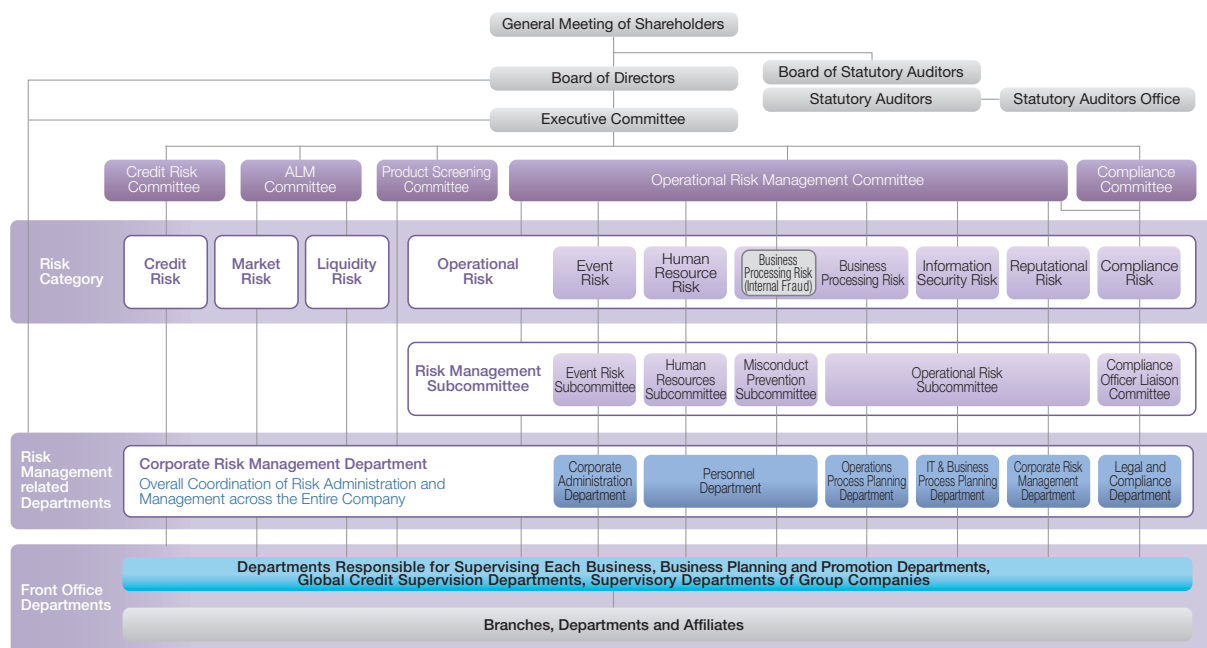 General Meeting of Shareholders
Board of Directors
Board of Statutory Auditors
Statutory Auditors
Statutory Auditors Office
Executive Committee
Credit Risk
Committee
ALM
Committee
Product Screening
Committee
Operational Risk Management Committee
Compliance
Committee
Risk
Category
Credit
Risk
Market
Risk
Liquidity
Risk
Operational
Risk
Event
Risk
Human
Resource
Risk
Business
Processing Risk
(Internal Fraud)
Business
Processing Risk
Information
Security Risk
Reputational
Risk
Compliance
Risk
Risk Management
Subcommittee
Event Risk
Subcommittee
Human
Resources
Subcommittee
Misconduct
Prevention
Subcommittee
Operational Risk
Subcommittee
Compliance
Officer Liaison
Committee
Risk
Management
related
Departments
Corporate Risk Management Department
Overall Coordination of Risk Administration and
Management across the Entire Company
Corporate
Administration
Department
Personnel
Department
Operations
Process Planning
Department
IT & Business
Process Planning
Department
Corporate Risk
Management
Department
Legal and
Compliance
Department
Front Office
Departments
Departments Responsible for Supervising Each Business, Business Planning and Promotion Departments,
Global Credit Supervision Departments, Supervisory Departments of Group Companies
Branches, Departments and Affiliates